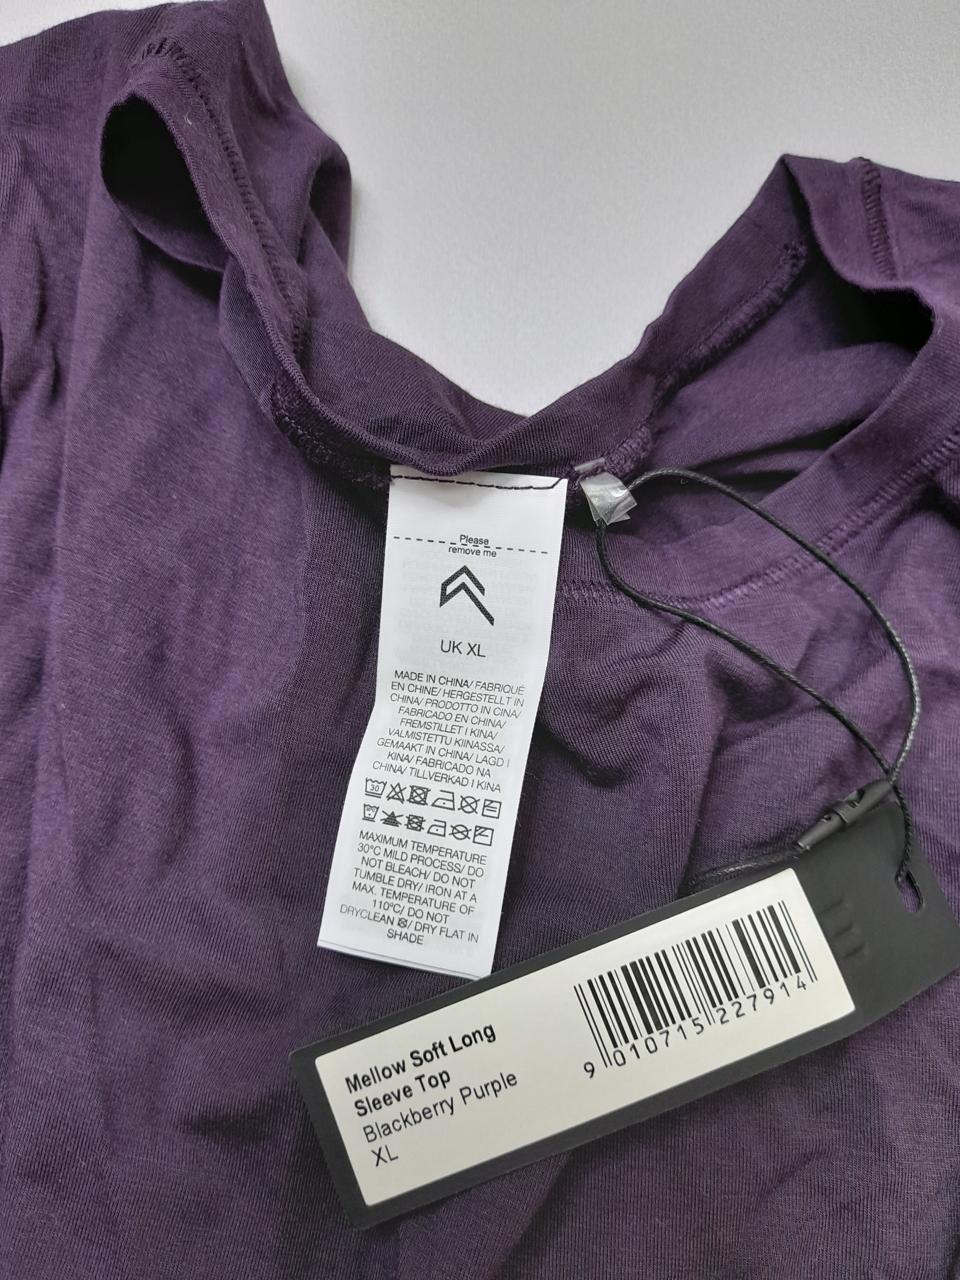 Please
remove me
UK XL
MADE IN CHINA/ FABRIQUÉ
EN CHINE/ HERGESTELLT IN
CHINA/ PRODOTTO IN CINA/
FABRICADO EN CHINA/
FREMSTILLET I KINA/
VALMISTETTU KIINASSA/
GEMAAKT IN CHINA/ LAGD I
KINA/ FABRICADO NA
CHINA/ TILLVERKAD I KINA
30
MAXIMUM TEMPERATURE
30°C MILD PROCESS/ DO
NOT BLEACH/ DO NOT
TUMBLE DRY/ IRON AT A
MAX. TEMPERATURE OF
110°C/ DO NOT
DRYCLEAN / DRY FLAT IN
SHADE
Mellow Soft Long
Sleeve Top
Blackberry Purple
XL
9 010715 227914